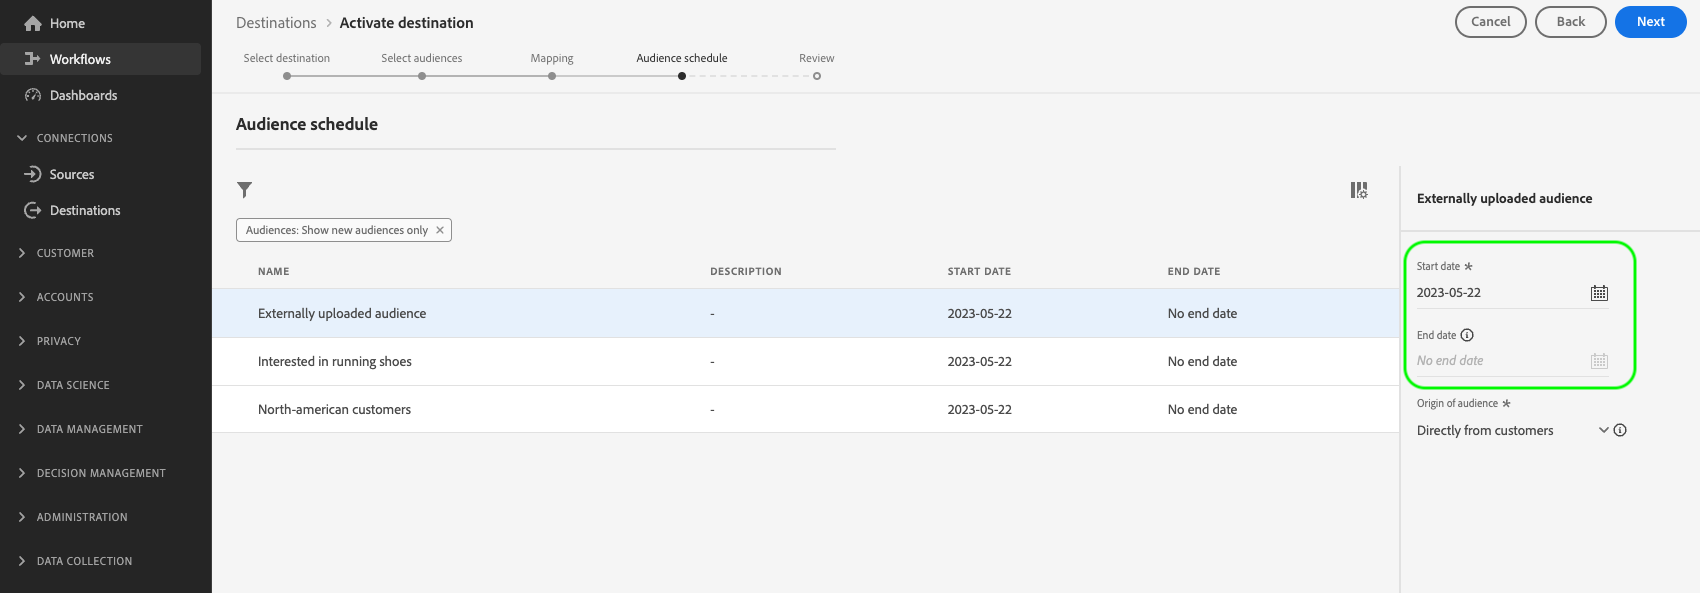 Home
Workflows
Dashboards
CONNECTIONS
Sources
Destinations
CUSTOMER
ACCOUNTS
PRIVACY
DATA SCIENCE
DATA MANAGEMENT
DECISION MANAGEMENT
ADMINISTRATION
DATA COLLECTION
Destinations > Activate destination
Cancel Back Next
Select destination Select audiences Mapping Audience schedule Review
Audience schedule
Audiences: Show new audiences only ×
NAME DESCRIPTION START DATE END DATE
Externally uploaded audience - 2023-05-22 No end date
Interested in running shoes - 2023-05-22 No end date
North-american customers - 2023-05-22 No end date
Externally uploaded audience
Start date *
2023-05-22
End date
No end date
Origin of audience *
Directly from customers